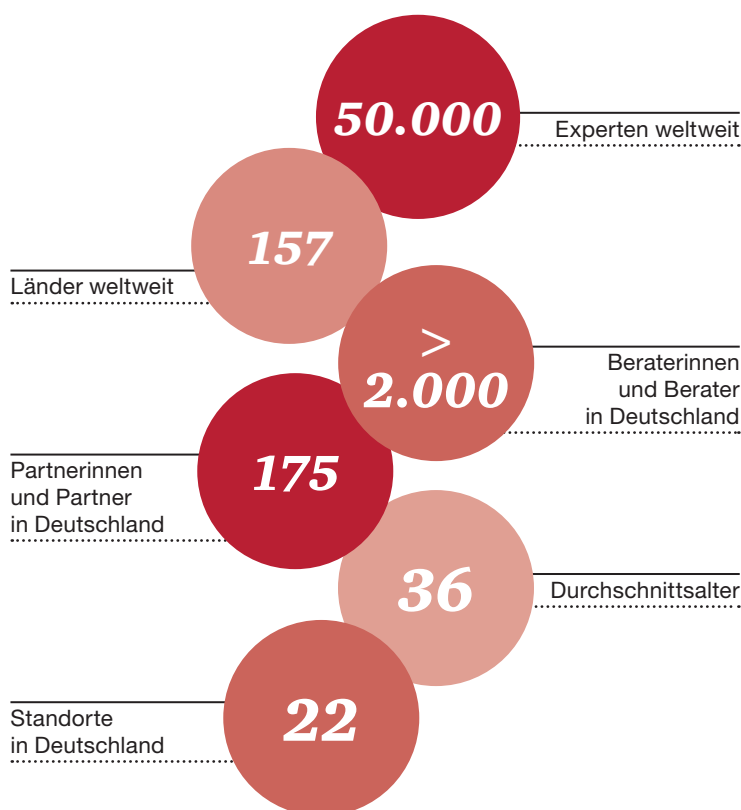 50.000
Experten weltweit
157
Länder weltweit
>
2.000
Beraterinnen
und Berater
in Deutschland
175
Partnerinnen
und Partner
in Deutschland
36
Durchschnittsalter
22
Standorte
in Deutschland